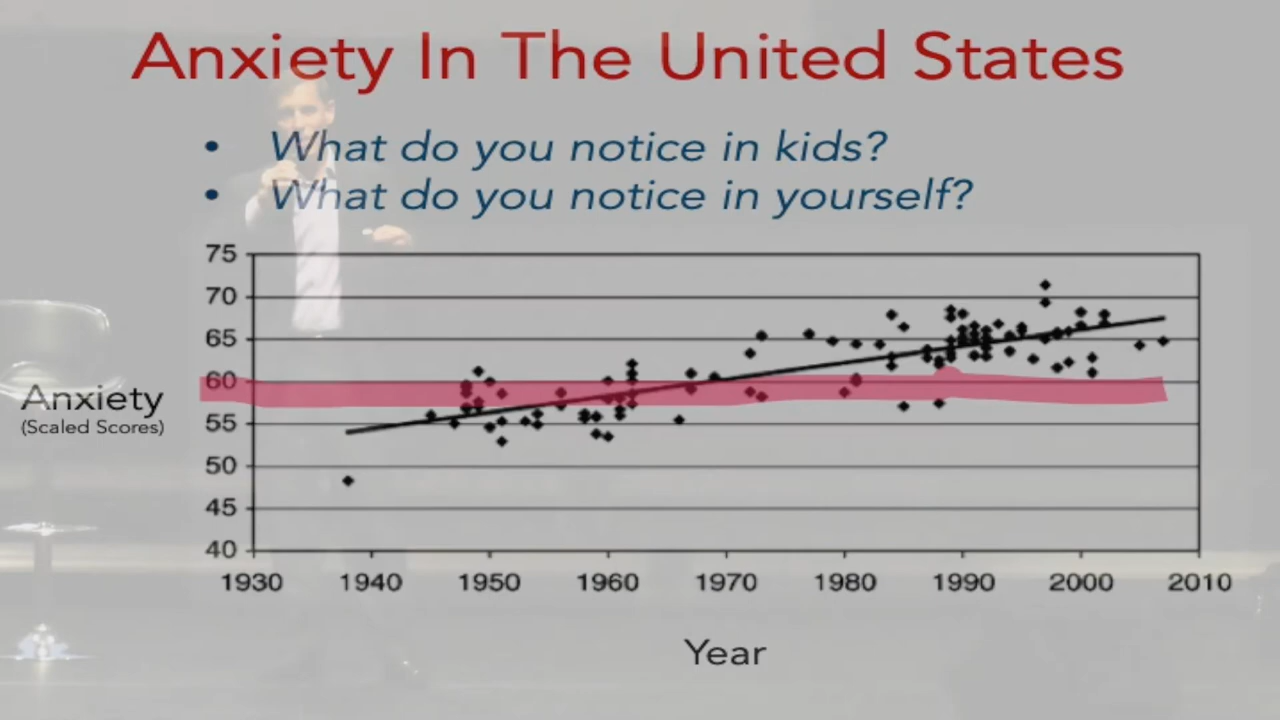 Anxiety In The United States
• What do you notice in kids?
• What do you notice in yourself?
75
70
65
60
55
50
45
40
Anxiety
(Scaled Scores)
1930 1940 1950 1960 1970 1980 1990 2000 2010
Year